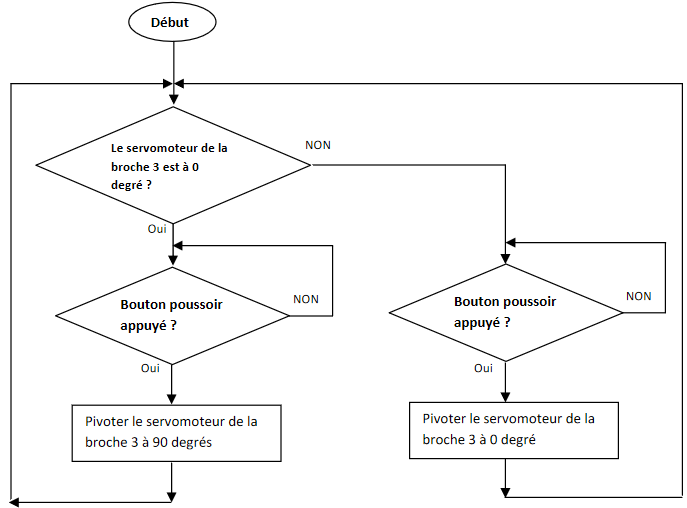 Début
Le servomoteur de la
broche 3 est à 0
degré ?
NON
Oui
Bouton poussoir
appuyé ?
NON
Oui
Pivoter le servomoteur de la
broche 3 à 90 degrés
Bouton poussoir
appuyé ?
NON
Oui
Pivoter le servomoteur de la
broche 3 à 0 degré